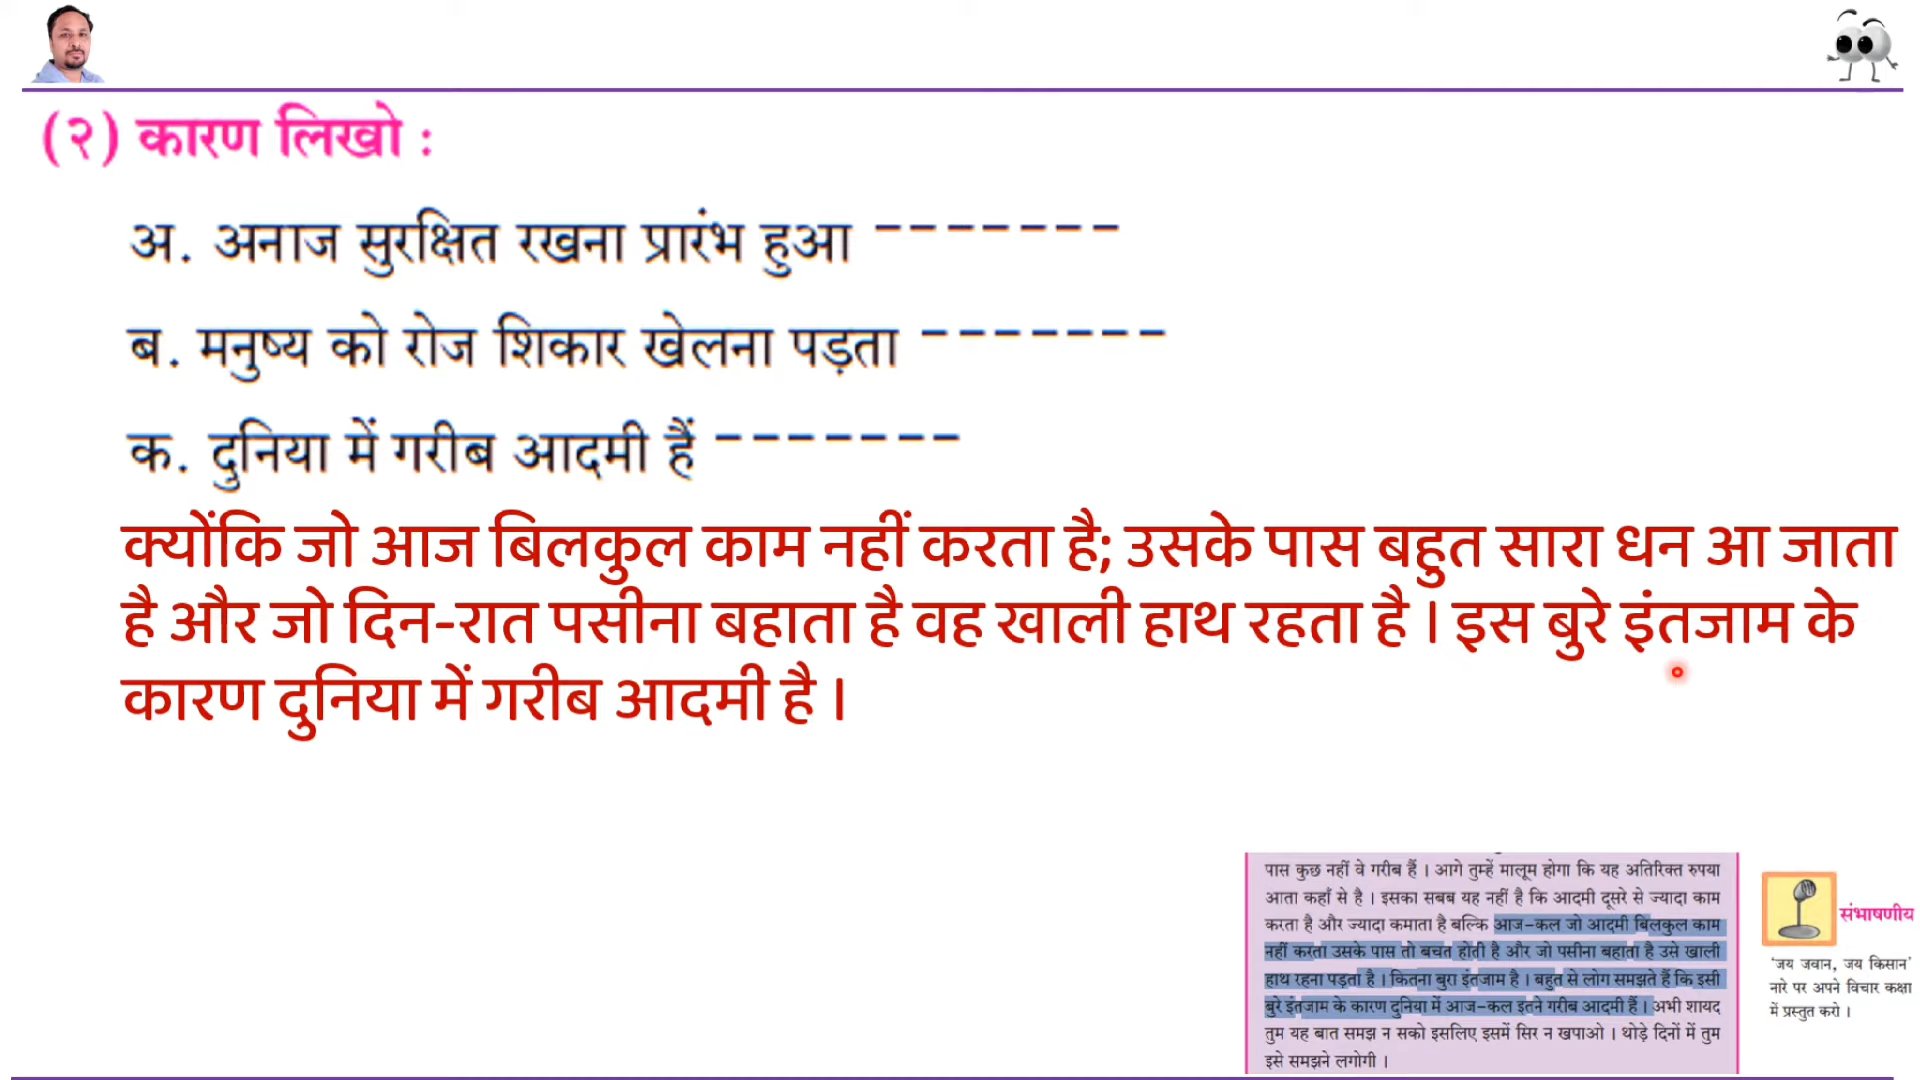 (२) कारण लिखो :
अ. अनाज सुरक्षित रखना प्रारंभ हुआ -------
ब. मनुष्य को रोज शिकार खेलना पड़ता -------
क. दुनिया में गरीब आदमी हैं -------
क्योंकि जो आज बिलकुल काम नहीं करता है; उसके पास बहुत सारा धन आ जाता
है और जो दिन-रात पसीना बहाता है वह खाली हाथ रहता है । इस बुरे इंतजाम के
कारण दुनिया में गरीब आदमी है ।
पास कुछ नहीं वे गरीब हैं । आगे तुम्हें मालूम होगा कि यह अतिरिक्त रुपया
आता कहाँ से है । इसका सबब यह नहीं है कि आदमी दूसरे से ज्यादा काम
करता है और ज्यादा कमाता है बल्कि आज-कल जो आदमी बिलकुल काम
नहीं करता उसके पास तो बचत होती है और जो पसीना बहाता है उसे खाली
हाथ रहना पड़ता है । कितना बुरा इंतजाम है । बहुत से लोग समझते हैं कि इसी
बुरे इंतजाम के कारण दुनिया में आज-कल इतने गरीब आदमी हैं । अभी शायद
तुम यह बात समझ न सको इसलिए इसमें सिर न खपाओ । थोड़े दिनों में तुम
इसे समझने लगोगी ।
संभाषणीय
'जय जवान, जय किसान'
नारे पर अपने विचार कक्षा
में प्रस्तुत करो ।